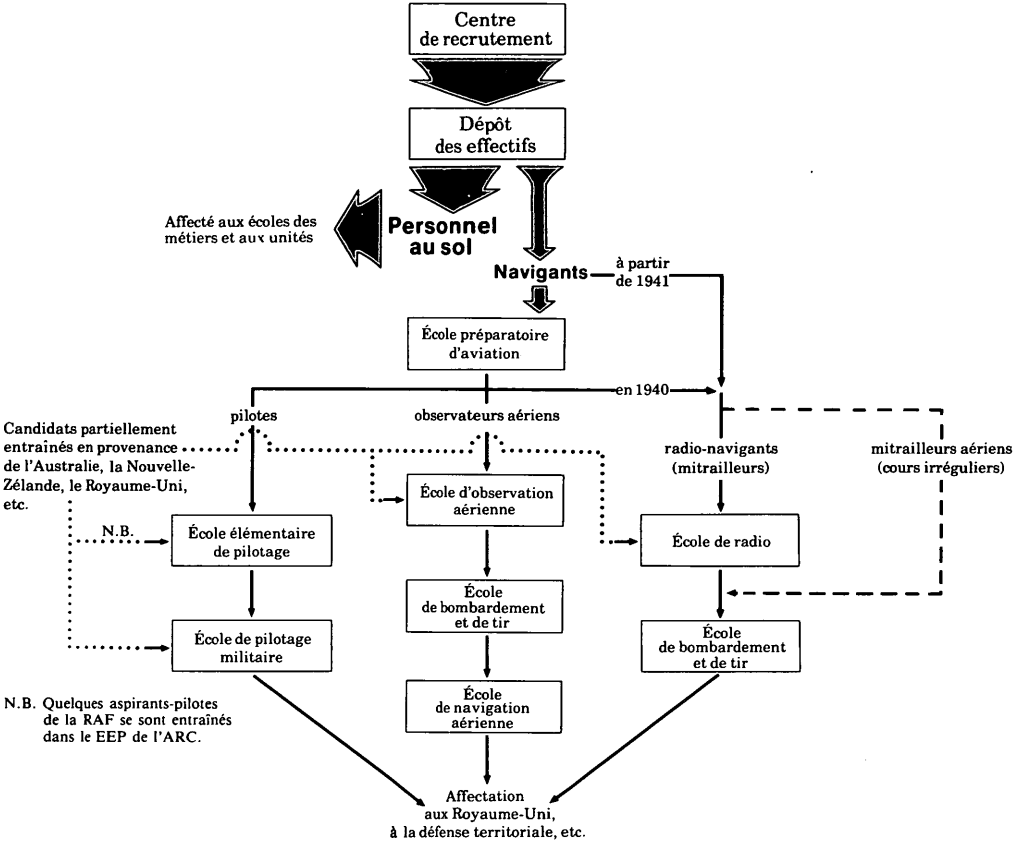 Centre
de recrutement
Dépôt
des effectifs
Affecté aux écoles des
métiers et aux unités
Personnel
au sol
Navigants
à partir
de 1941
École préparatoire
d'aviation
en 1940
pilotes
observateurs aériens
Candidats partiellement
entraînés en provenance
de l'Australie, la Nouvelle-
Zélande, le Royaume-Uni,
etc.
radio-navigants
(mitrailleurs)
mitrailleurs aériens
(cours irréguliers)
École d'observation
aérienne
N.B.
École élémentaire
de pilotage
École de radio
École
de bombardement
et de tir
École de pilotage
militaire
École
de bombardement
et de tir
N.B. Quelques aspirants-pilotes
de la RAF se sont entraînés
dans le EEP de l'ARC.
École
de navigation
aérienne
Affectation
aux Royaume-Uni,
à la défense territoriale, etc.